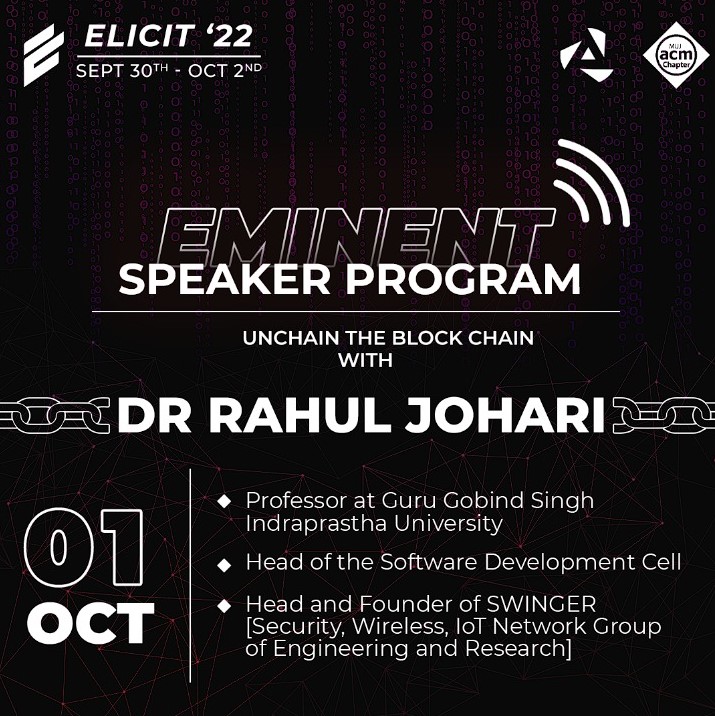 ELICIT ‘22
SEPT 30TH - OCT 2ND
MUJ
acm
Chapter
EMINENT
SPEAKER PROGRAM
UNCHAIN THE BLOCK CHAIN
WITH
DR RAHUL JOHARI
01
OCT
Professor at Guru Gobind Singh
Indraprastha University
Head of the Software Development Cell
Head and Founder of SWINGER
[Security, Wireless, IoT Network Group
of Engineering and Research]